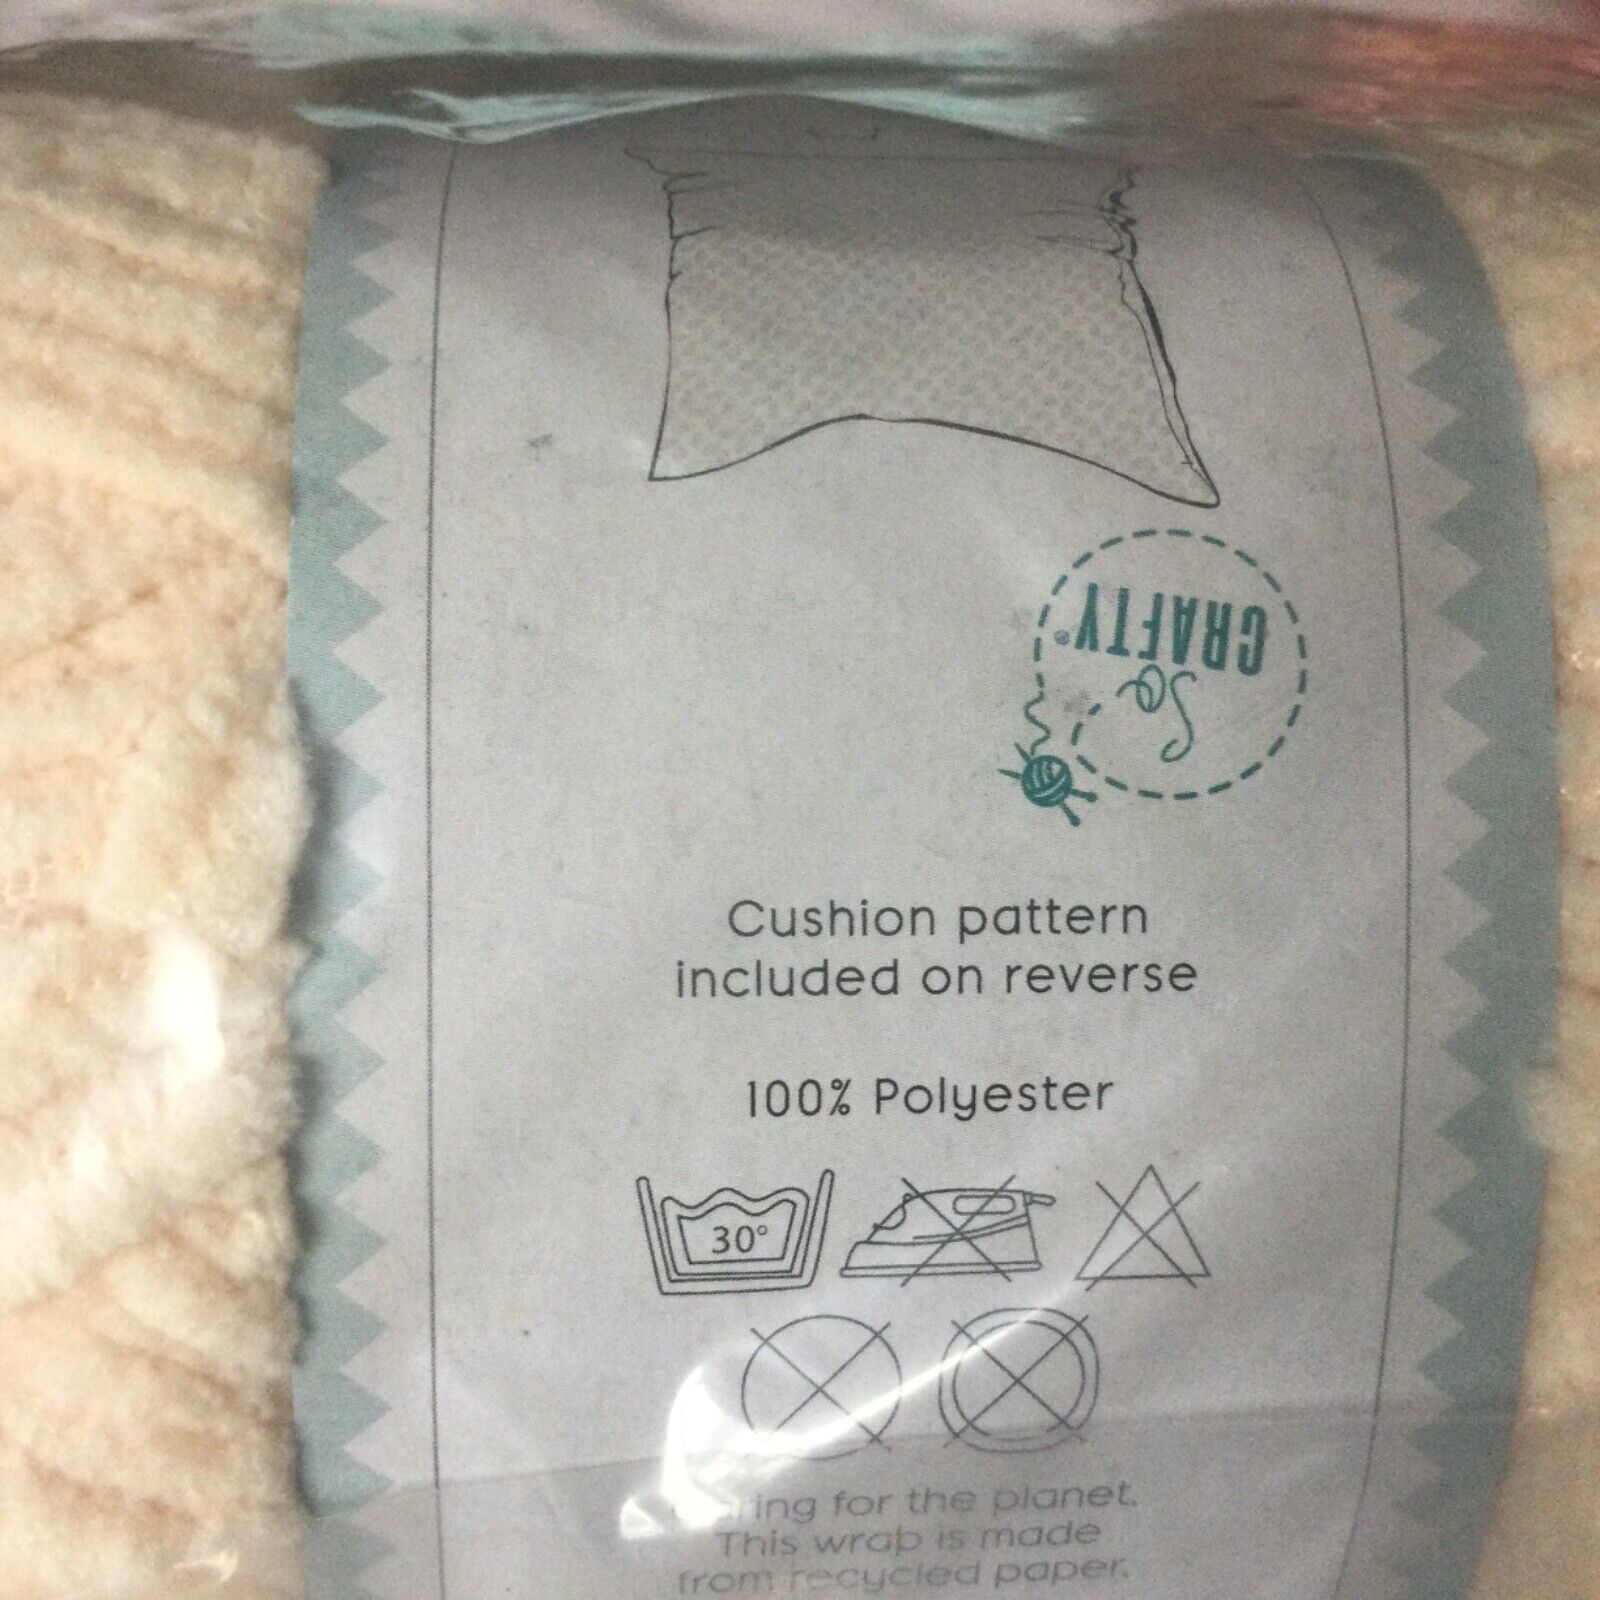 So
CRAFTY®
Cushion pattern
included on reverse
100% Polyester
30°
Caring for the planet.
This wrap is made
from recycled paper.